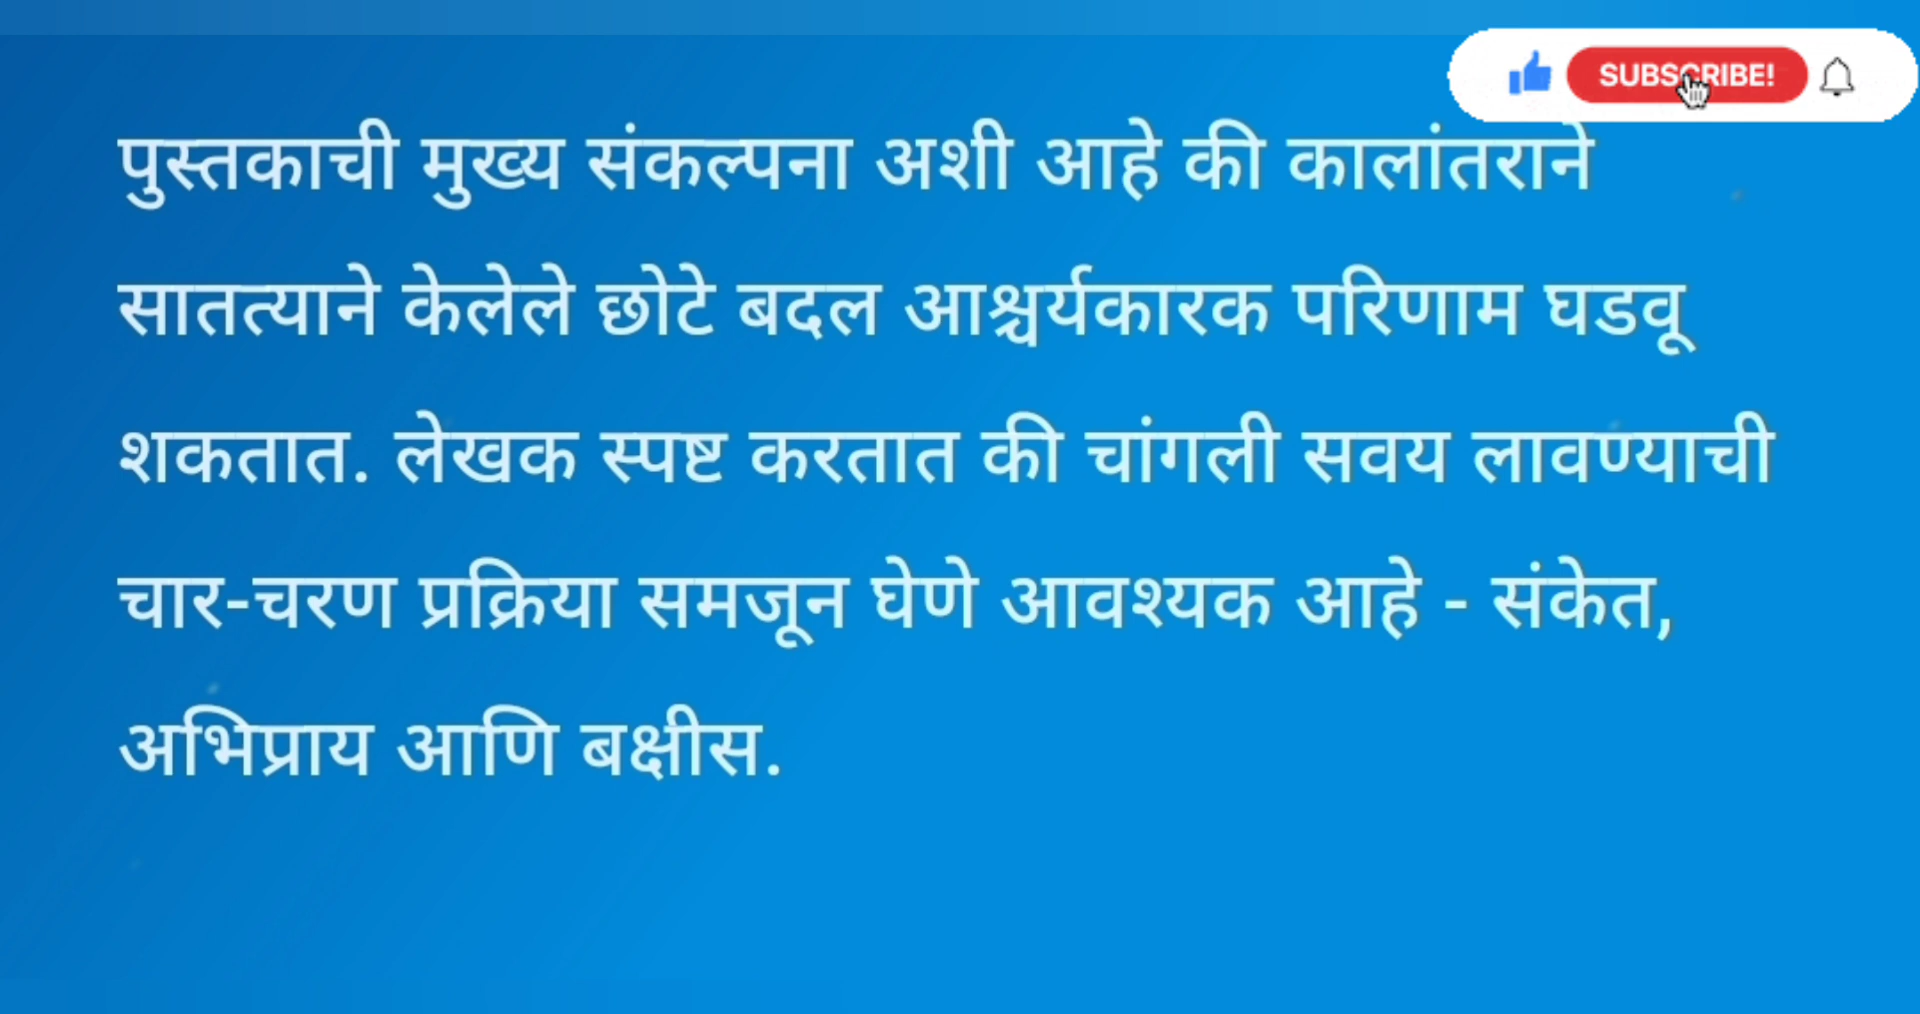 SUBSCRIBE!
पुस्तकाची मुख्य संकल्पना अशी आहे की कालांतराने
सातत्याने केलेले छोटे बदल आश्चर्यकारक परिणाम घडवू
शकतात. लेखक स्पष्ट करतात की चांगली सवय लावण्याची
चार-चरण प्रक्रिया समजून घेणे आवश्यक आहे - संकेत,
अभिप्राय आणि बक्षीस.